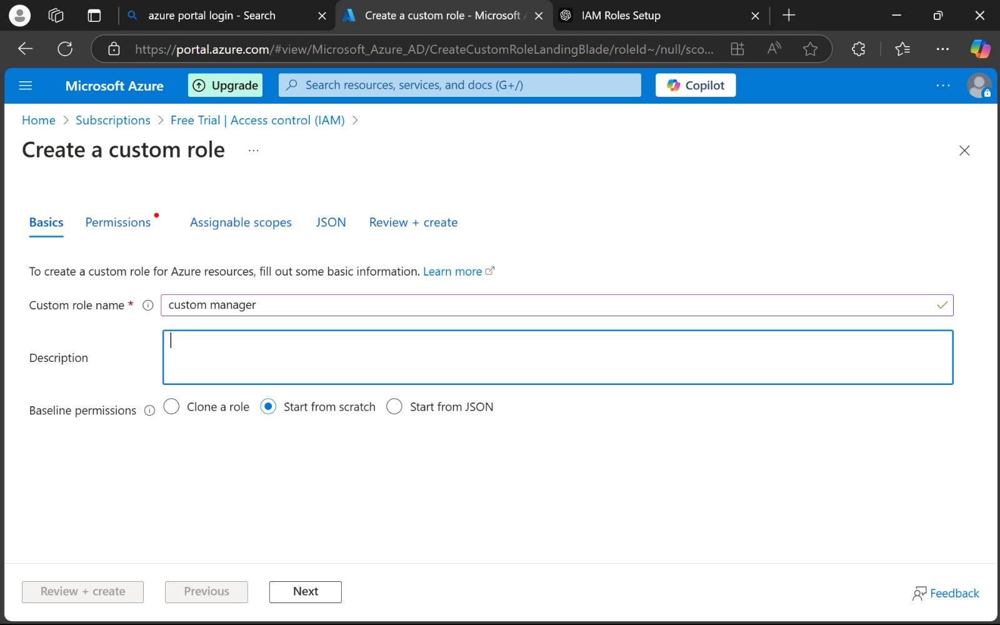 azure portal login - Search
Create a custom role - Microsoft
IAM Roles Setup
https://portal.azure.com/#view/Microsoft_Azure_AD/CreateCustomRoleLandingBlade/roleId~/null/sco...
Microsoft Azure
Upgrade
Search resources, services, and docs (G+/)
Copilot
Home > Subscriptions > Free Trial | Access control (IAM) >
Create a custom role ...
Basics Permissions Assignable scopes JSON Review + create
To create a custom role for Azure resources, fill out some basic information. Learn more
Custom role name * custom manager
Description
Baseline permissions Clone a role Start from scratch Start from JSON
Review + create Previous Next Feedback